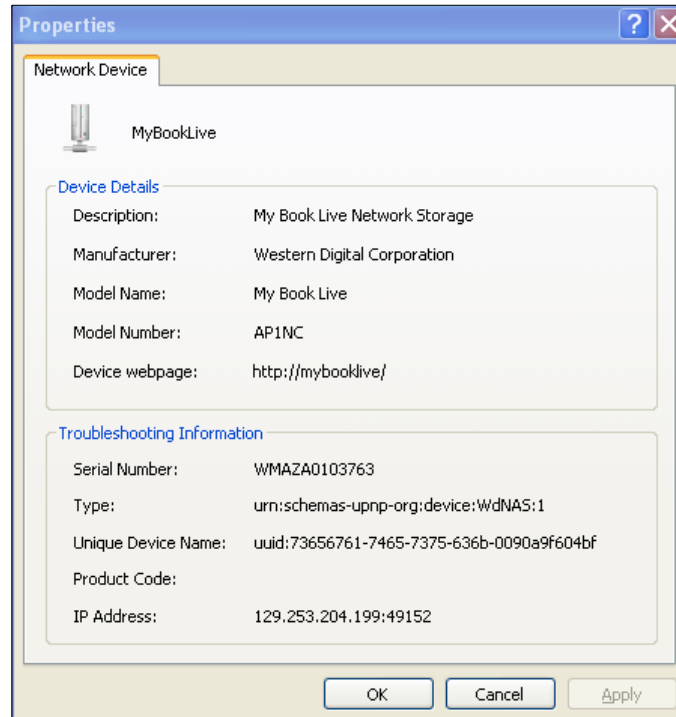 Properties
Network Device
MyBookLive
Device Details
Description: My Book Live Network Storage
Manufacturer: Western Digital Corporation
Model Name: My Book Live
Model Number: AP1NC
Device webpage: http://mybooklive/
Troubleshooting Information
Serial Number: WMAZA0103763
Type: urn:schemas-upnp-org:device:WdNAS:1
Unique Device Name: uuid:73656761-7465-7375-636b-0090a9f604bf
Product Code:
IP Address: 129.253.204.199:49152
OK Cancel Apply